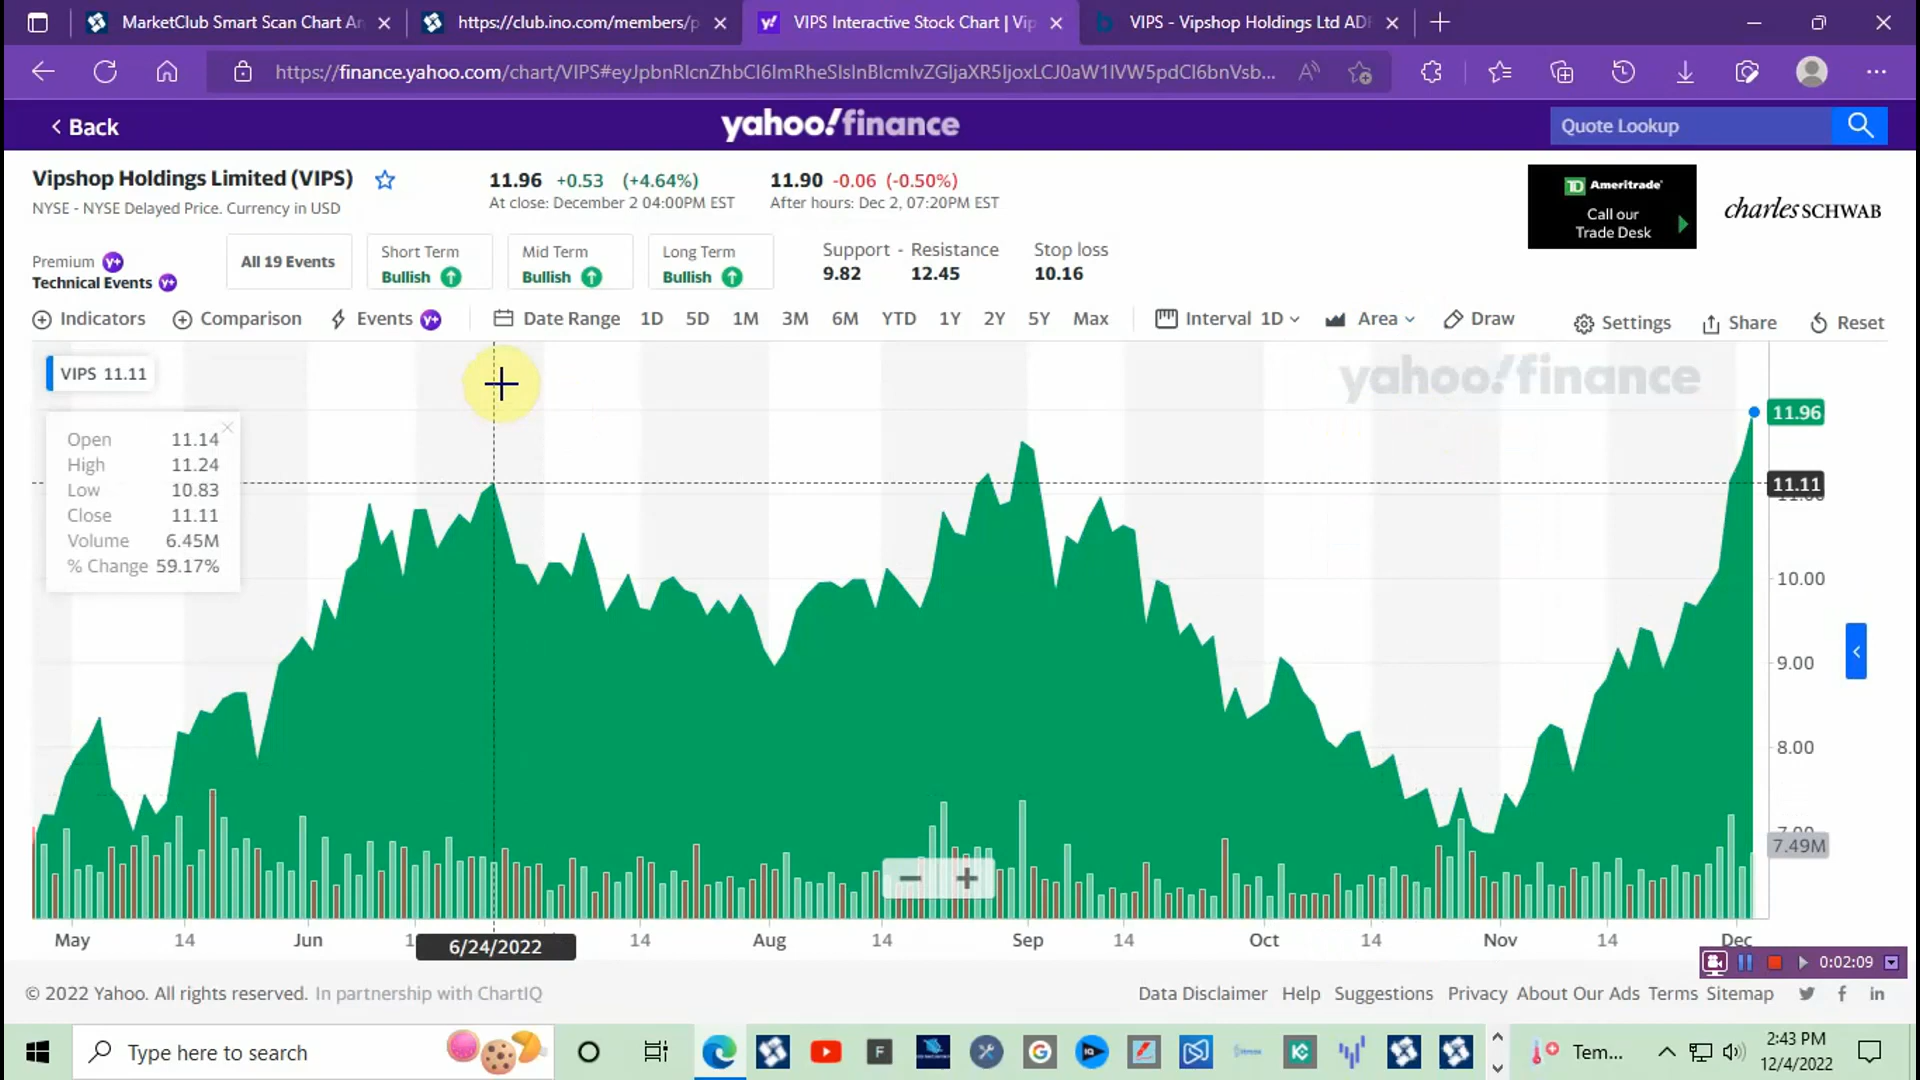 MarketClub Smart Scan Chart An
https://club.ino.com/members/p
VIPS Interactive Stock Chart | Vip
VIPS - Vipshop Holdings Ltd ADR
https://finance.yahoo.com/chart/VIPS#eyJpbnRlcnZhbCI6ImRheSIsInBlcmlvZGljaXR5IjoxLCJ0aW1lVW5pdCI6bnVsb...
Back
yahoo!finance
Quote Lookup
Vipshop Holdings Limited (VIPS)
11.96 +0.53 (+4.64%)
11.90 -0.06 (-0.50%)
NYSE - NYSE Delayed Price. Currency in USD
At close: December 2 04:00PM EST
After hours: Dec 2, 07:20PM EST
TD Ameritrade
Call our
Trade Desk
charles SCHWAB
Premium Y+
Technical Events Y+
All 19 Events
Short Term
Bullish
Mid Term
Bullish
Long Term
Bullish
Support - Resistance
9.82 12.45
Stop loss
10.16
Indicators
Comparison
Events Y+
Date Range
1D 5D 1M 3M 6M YTD 1Y 2Y 5Y Max
Interval 1D
Area
Draw
Settings
Share
Reset
VIPS 11.11
yahoo!finance
Open 11.14
High 11.24
Low 10.83
Close 11.11
Volume 6.45M
% Change 59.17%
11.96
11.11
11.00
10.00
9.00
8.00
7.00
7.49M
May 14 Jun 6/24/2022 14 Aug 14 Sep 14 Oct 14 Nov 14 Dec
0:02:09
© 2022 Yahoo. All rights reserved. In partnership with ChartIQ
Data Disclaimer Help Suggestions Privacy About Our Ads Terms Sitemap
Type here to search
Tem...
2:43 PM
12/4/2022